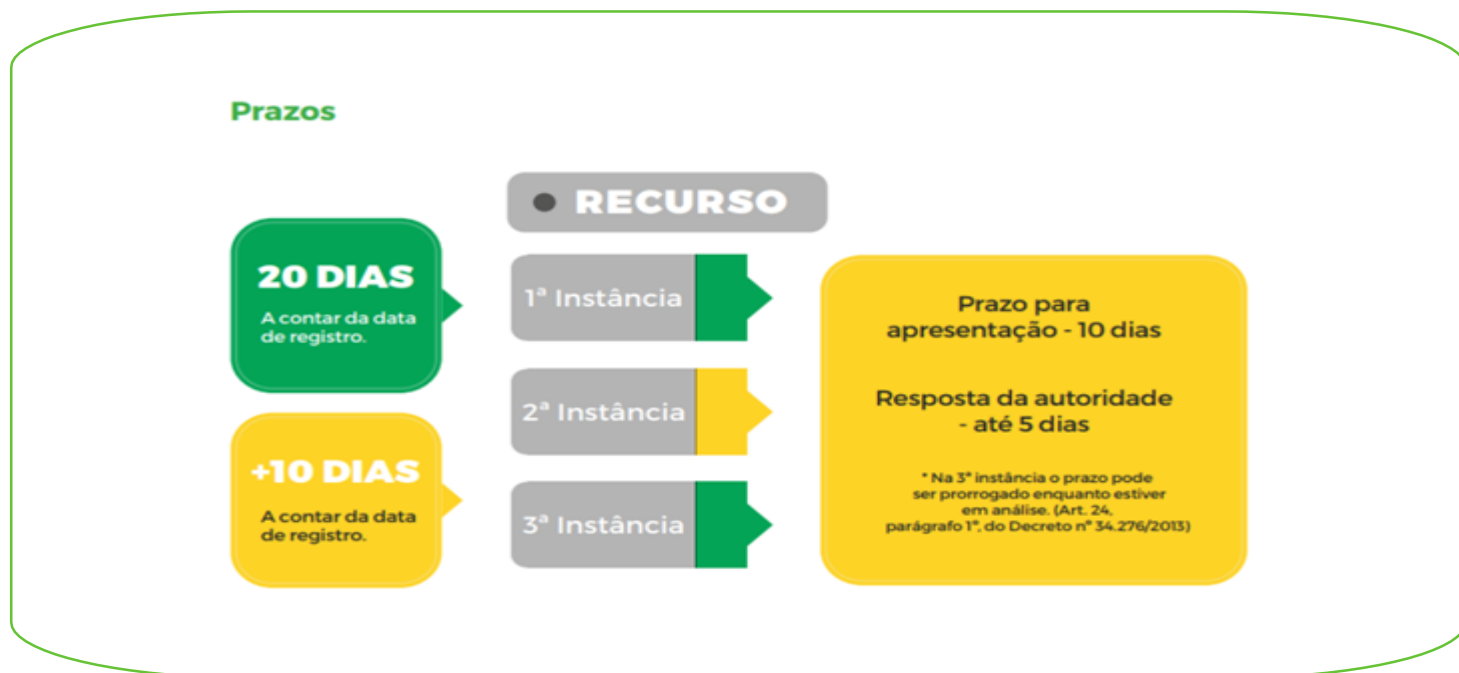 Prazos
20 DIAS
A contar da data
de registro.
+10 DIAS
A contar da data
de registro.
RECURSO
1ª Instância
2ª Instância
3ª Instância
Prazo para
apresentação - 10 dias
Resposta da autoridade
- até 5 dias
* Na 3ª instância o prazo pode
ser prorrogado enquanto estiver
em análise. (Art. 24,
parágrafo 1º, do Decreto nº 34.276/2013)